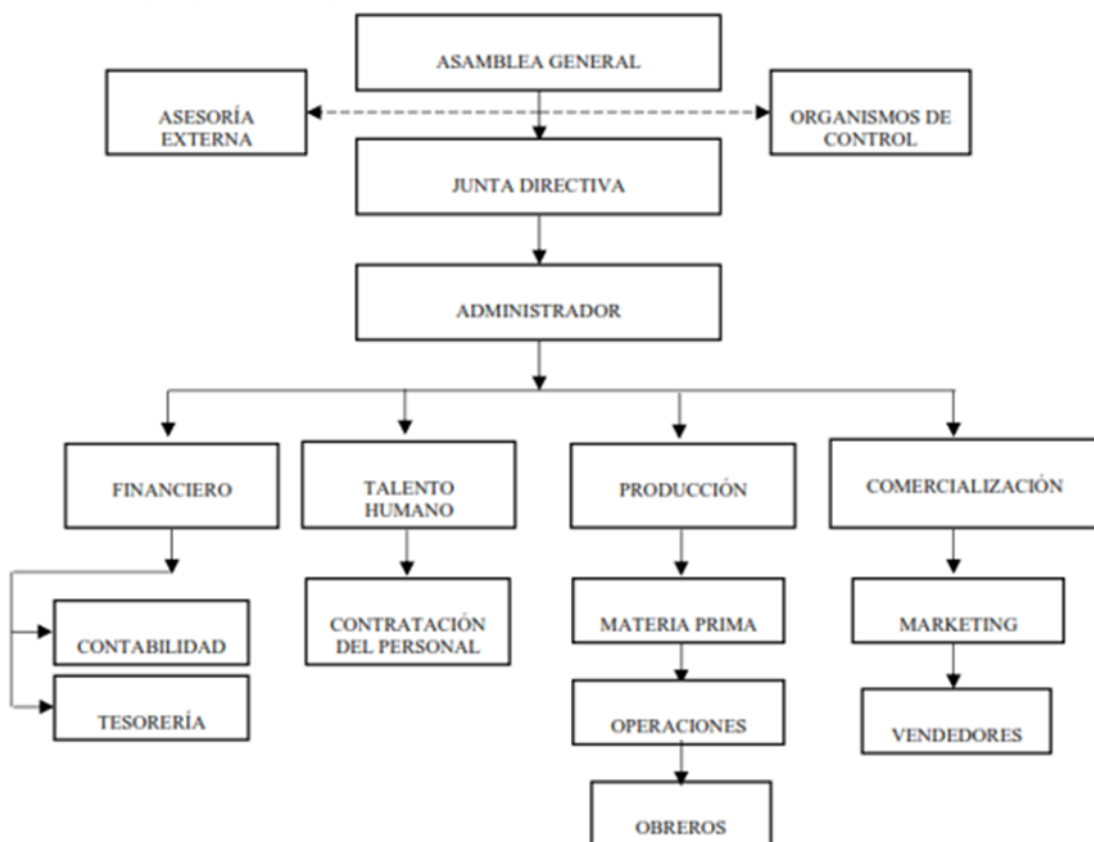 ASAMBLEA GENERAL
ASESORÍA
EXTERNA
ORGANISMOS DE
CONTROL
JUNTA DIRECTIVA
ADMINISTRADOR
FINANCIERO
TALENTO
HUMANO
PRODUCCIÓN
COMERCIALIZACIÓN
CONTABILIDAD
TESORERÍA
CONTRATACIÓN
DEL PERSONAL
MATERIA PRIMA
OPERACIONES
OBREROS
MARKETING
VENDEDORES